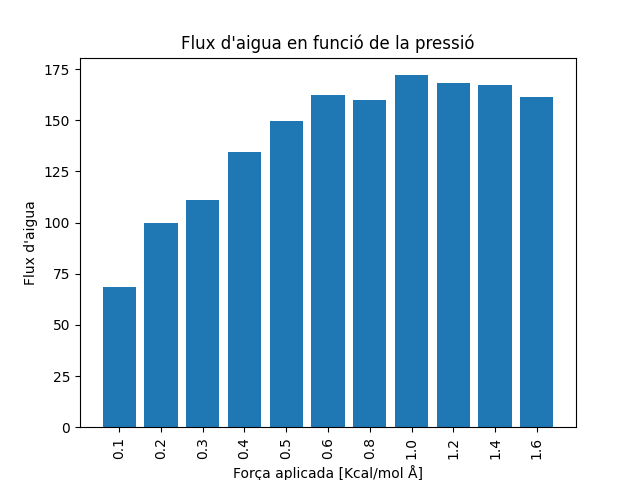 Flux d'aigua en funció de la pressió
175
150
125
100
75
50
25
0
Flux d'aigua
0.1 0.2 0.3 0.4 0.5 0.6 0.8 1.0 1.2 1.4 1.6
Força aplicada [Kcal/mol Å]